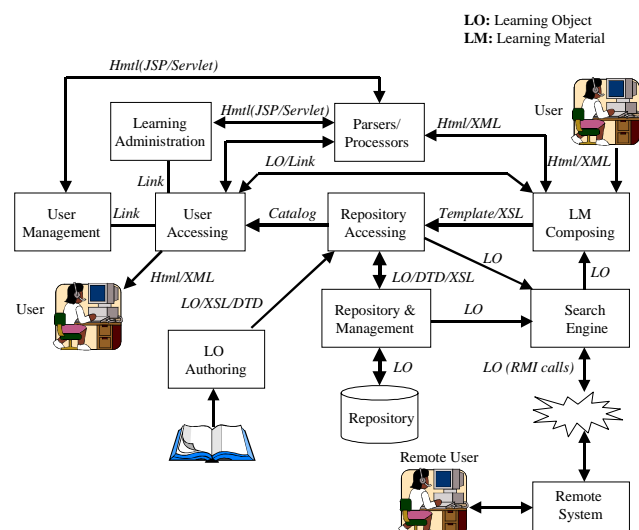 LO: Learning Object
LM: Learning Material
Hmtl(JSP/Servlet)
User
Hmtl(JSP/Servlet)
Learning
Administration
Parsers/
Processors
Html/XML
Html/XML
LO/Link
Link
User
Management
Link
User
Accessing
Catalog
Repository
Accessing
Template/XSL
LM
Composing
LO
LO
Html/XML
LO/DTD/XSL
User
LO/XSL/DTD
Repository &
Management
LO
Search
Engine
LO
Authoring
LO
LO (RMI calls)
Repository
Remote User
Remote
System